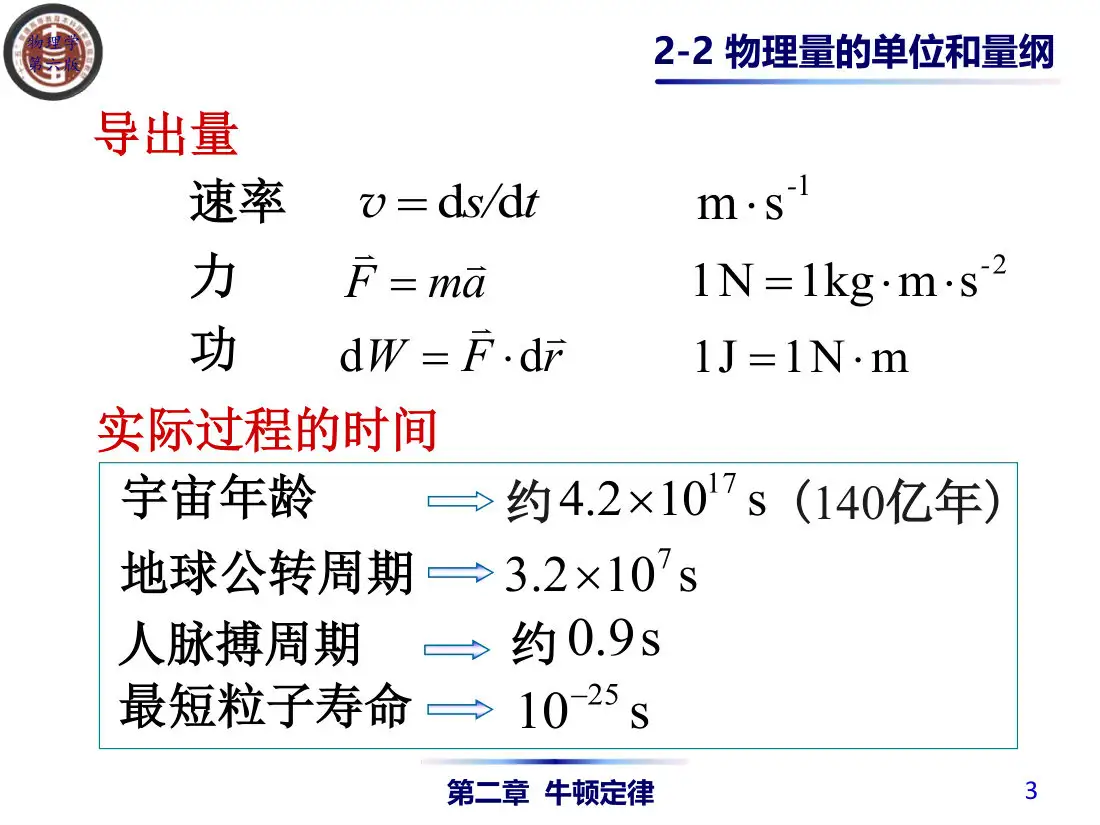 物理学
第六版
2-2 物理量的单位和量纲
导出量
速率 v = ds/dt m·s⁻¹
力 F⃗ = ma⃗ 1N = 1kg·m·s⁻²
功 dW = F⃗·dr⃗ 1J = 1N·m
实际过程的时间
宇宙年龄 ⇨ 约 4.2×10¹⁷ s (140亿年)
地球公转周期 ⇨ 3.2×10⁷ s
人脉搏周期 ⇨ 约 0.9 s
最短粒子寿命 ⇨ 10⁻²⁵ s
第二章 牛顿定律
3